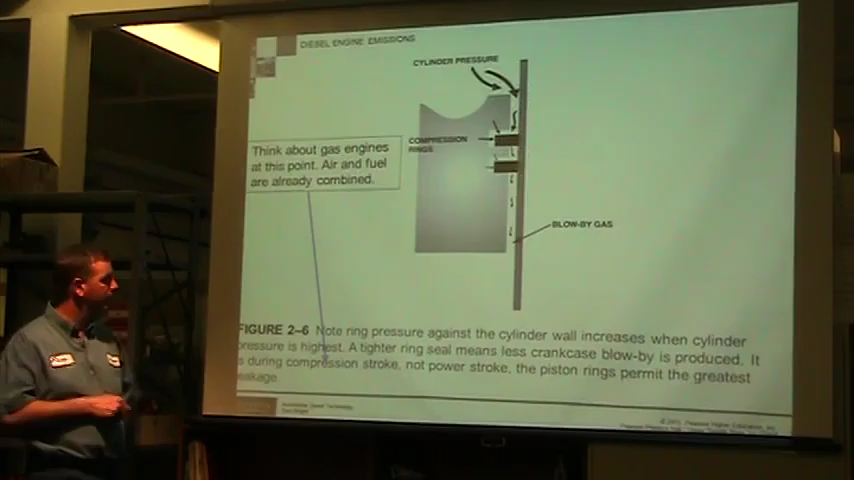 DIESEL ENGINE EMISSIONS
CYLINDER PRESSURE
COMPRESSION
RINGS
Think about gas engines
at this point. Air and fuel
are already combined.
BLOW-BY GAS
FIGURE 2–6 Note ring pressure against the cylinder wall increases when cylinder
pressure is highest. A tighter ring seal means less crankcase blow-by is produced. It
s during compression stroke, not power stroke, the piston rings permit the greatest
eakage.